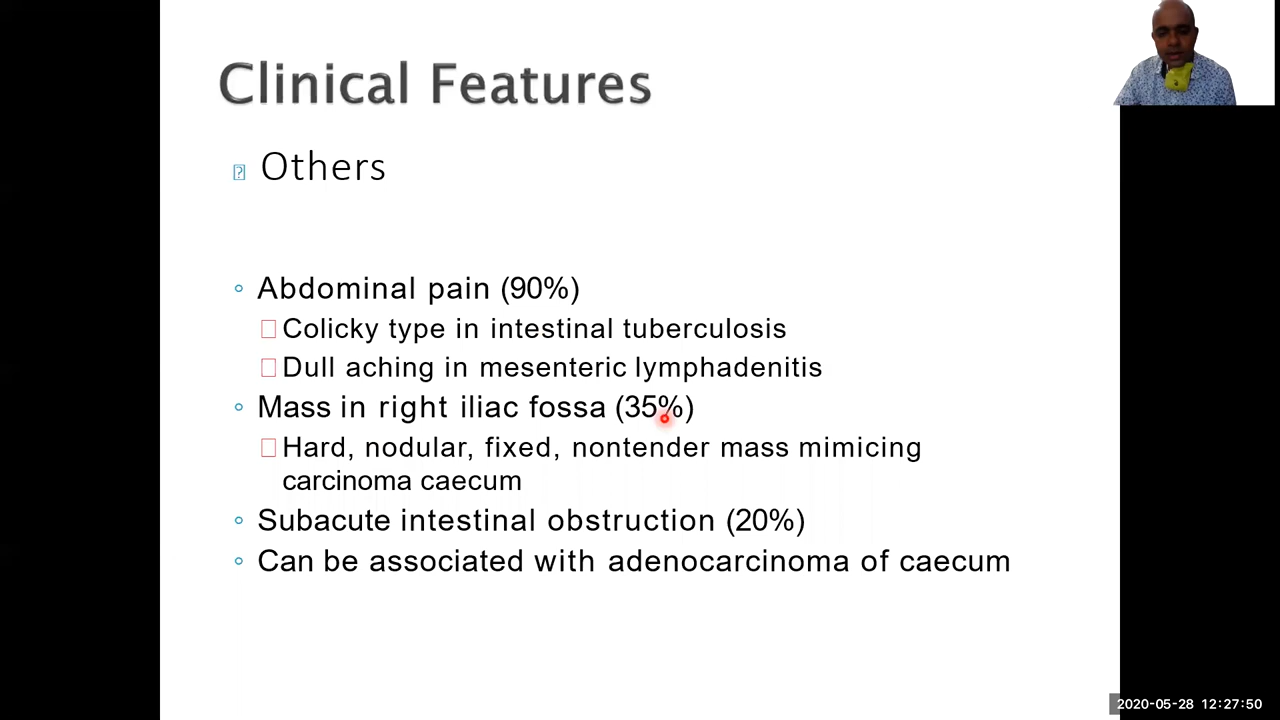 Clinical Features
Others
Abdominal pain (90%)
Colicky type in intestinal tuberculosis
Dull aching in mesenteric lymphadenitis
Mass in right iliac fossa (35%)
Hard, nodular, fixed, nontender mass mimicing
carcinoma caecum
Subacute intestinal obstruction (20%)
Can be associated with adenocarcinoma of caecum
2020-05-28 12:27:50